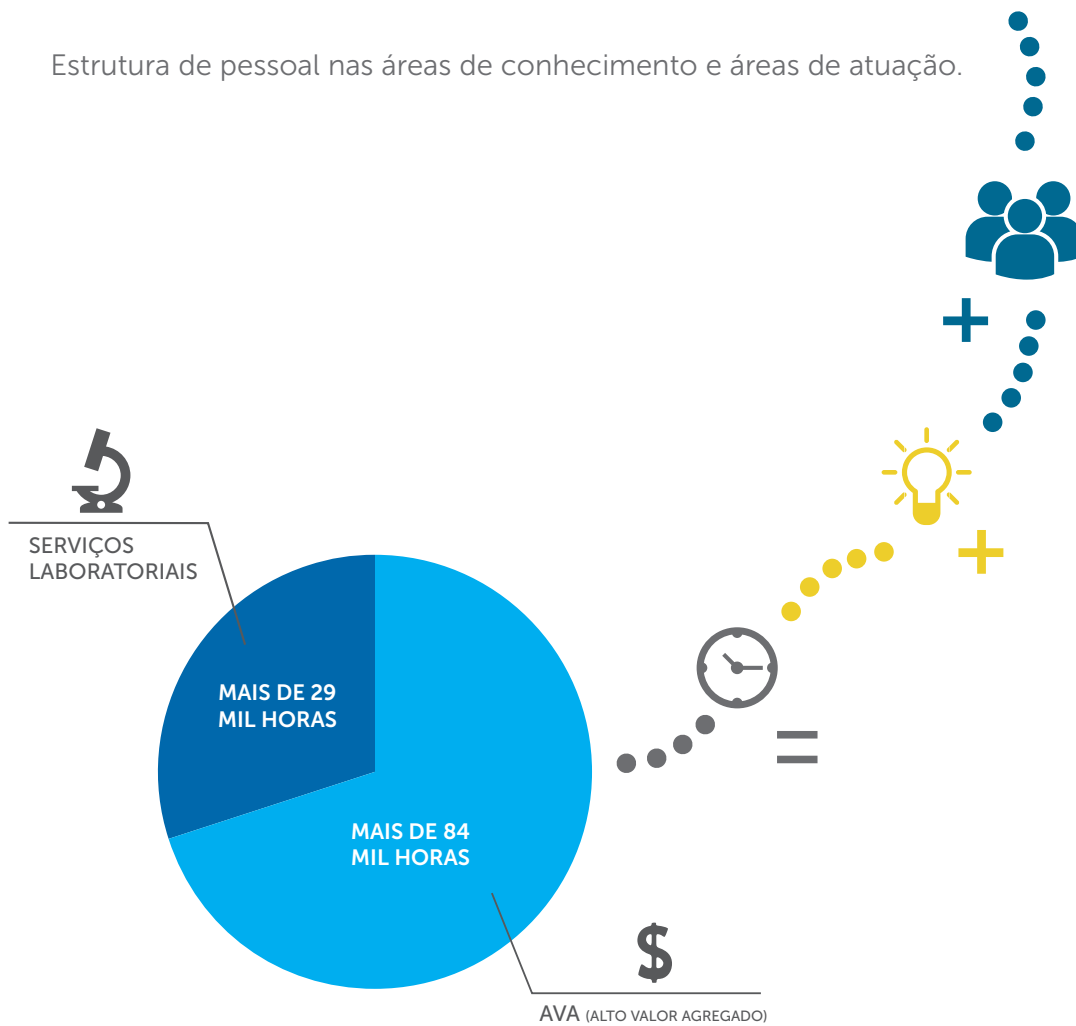 Estrutura de pessoal nas áreas de conhecimento e áreas de atuação.
SERVIÇOS
LABORATORIAIS
MAIS DE 29
MIL HORAS
MAIS DE 84
MIL HORAS
AVA (ALTO VALOR AGREGADO)